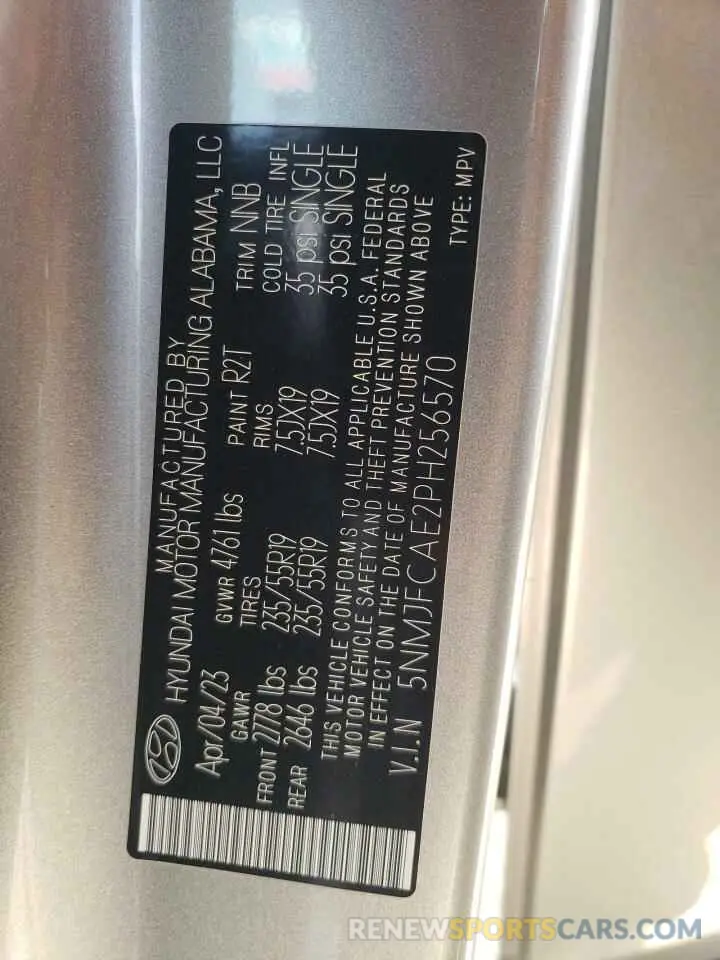 MANUFACTURED BY
HYUNDAI MOTOR MANUFACTURING ALABAMA, LLC
Apr/04/23 GVWR 4761 lbs PAINT R2T TRIM NNB
GAWR TIRES RIMS COLD TIRE INFL
FRONT 2778 lbs 235/55R19 7.5JX19 35 psi SINGLE
REAR 2646 lbs 235/55R19 7.5JX19 35 psi SINGLE
THIS VEHICLE CONFORMS TO ALL APPLICABLE U.S.A. FEDERAL
MOTOR VEHICLE SAFETY AND THEFT PREVENTION STANDARDS
IN EFFECT ON THE DATE OF MANUFACTURE SHOWN ABOVE
V.I.N 5NMJFCAE2PH256570 TYPE: MPV
RENEWSPORTSCARS.COM